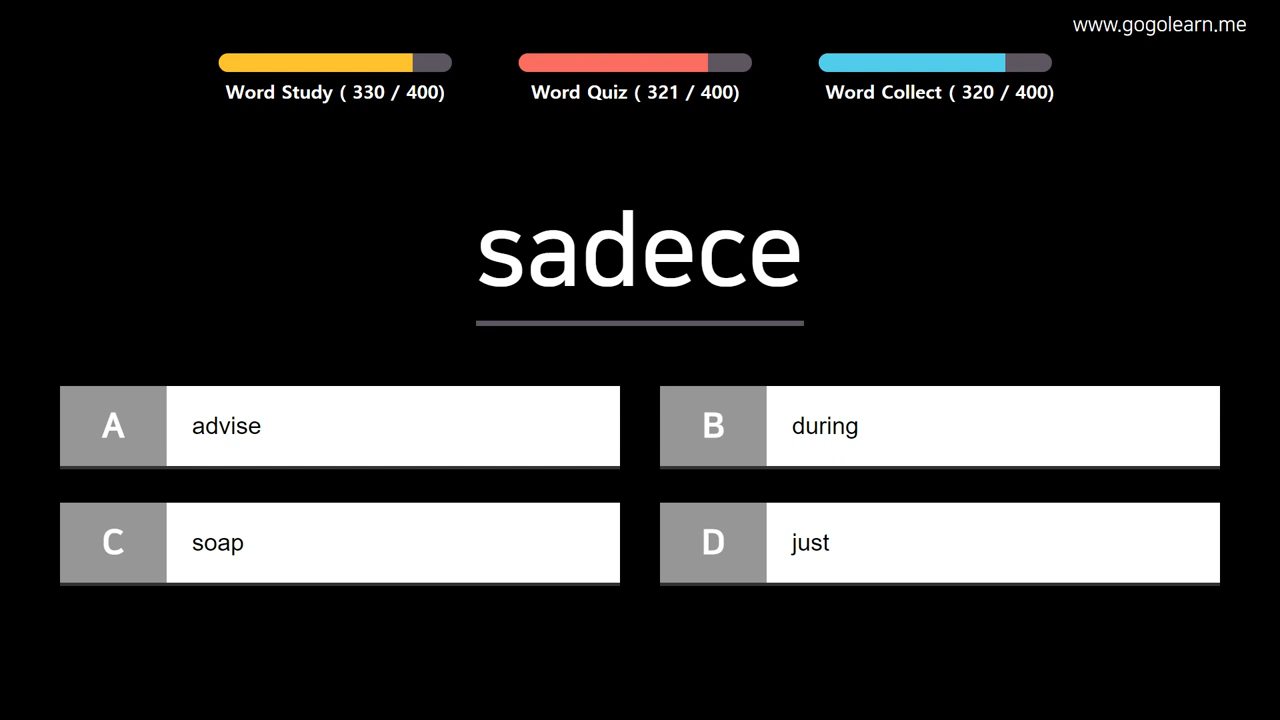 www.gogolearn.me
Word Study ( 330 / 400)
Word Quiz ( 321 / 400)
Word Collect ( 320 / 400)
sadece
A advise
B during
C soap
D just